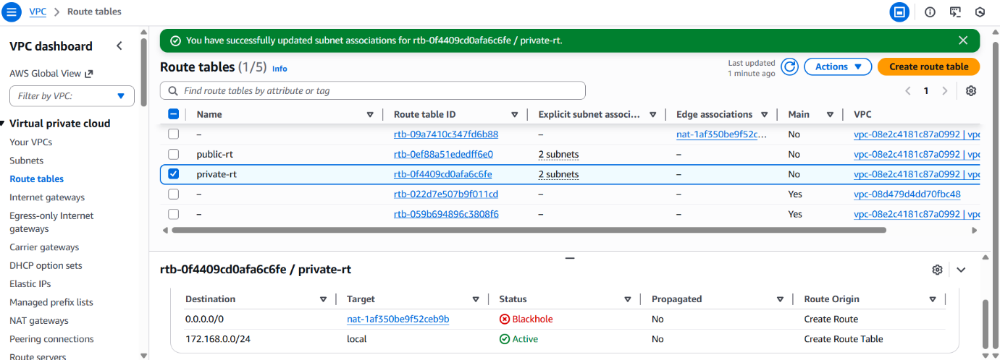 VPC > Route tables
You have successfully updated subnet associations for rtb-0f4409cd0afa6c6fe / private-rt.
VPC dashboard
AWS Global View
Filter by VPC:
Virtual private cloud
Your VPCs
Subnets
Route tables
Internet gateways
Egress-only Internet
gateways
Carrier gateways
DHCP option sets
Elastic IPs
Managed prefix lists
NAT gateways
Peering connections
Route servers
Route tables (1/5) Info
Last updated
1 minute ago
Actions
Create route table
Find route tables by attribute or tag
1
Name Route table ID Explicit subnet associ... Edge associations Main VPC
– rtb-09a7410c347fd6b88 – nat-1af350be9f52c... No vpc-08e2c4181c87a0992 | vpc
public-rt rtb-0ef88a51ededff6e0 2 subnets – No vpc-08e2c4181c87a0992 | vpc
private-rt rtb-0f4409cd0afa6c6fe 2 subnets – No vpc-08e2c4181c87a0992 | vpc
– rtb-022d7e507b9f011cd – – Yes vpc-08d479d4dd70fbc48
– rtb-059b694896c3808f6 – – Yes vpc-08e2c4181c87a0992 | vpc
rtb-0f4409cd0afa6c6fe / private-rt
Destination Target Status Propagated Route Origin
0.0.0.0/0 nat-1af350be9f52ceb9b Blackhole No Create Route
172.168.0.0/24 local Active No Create Route Table